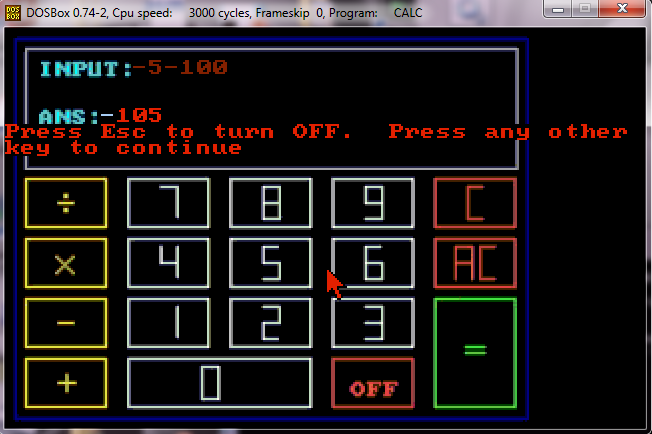 DOS
BOX
DOSBox 0.74-2, Cpu speed: 3000 cycles, Frameskip 0, Program: CALC
INPUT:-5-100
ANS:-105
Press Esc to turn OFF. Press any other
key to continue
÷ 7 8 9 C
× 4 5 6 AC
- 1 2 3 =
+ 0 OFF